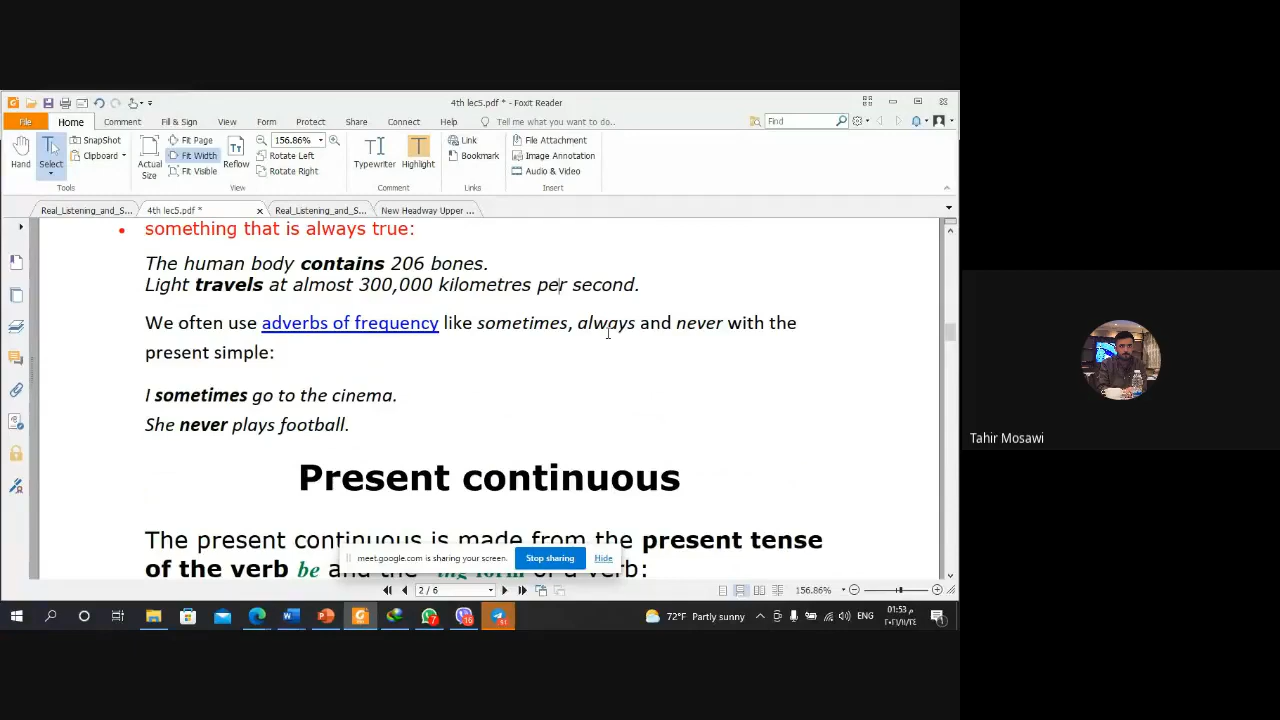 4th lec5.pdf * - Foxit Reader
File Home Comment Fill & Sign View Form Protect Share Connect Help Tell me what you want to do.. Find
SnapShot Fit Page 156.86% Link File Attachment
Clipboard Fit Width Rotate Left Bookmark Image Annotation
Hand Select Actual Size Fit Visible Reflow Rotate Right Typewriter Highlight Audio & Video
Tools View Comment Links Insert
Real_Listening_and_S... 4th lec5.pdf * Real_Listening_and_S... New Headway Upper ...
• something that is always true:
The human body contains 206 bones.
Light travels at almost 300,000 kilometres per second.
We often use adverbs of frequency like sometimes, always and never with the
present simple:
I sometimes go to the cinema.
She never plays football.
Present continuous
The present continuous is made from the present tense
of the verb be and the -ing form of a verb:
meet.google.com is sharing your screen. Stop sharing Hide
2 / 6 156.86%
72°F Partly sunny ENG 01:53 م
٢٠٢١/١١/٢٤
Tahir Mosawi